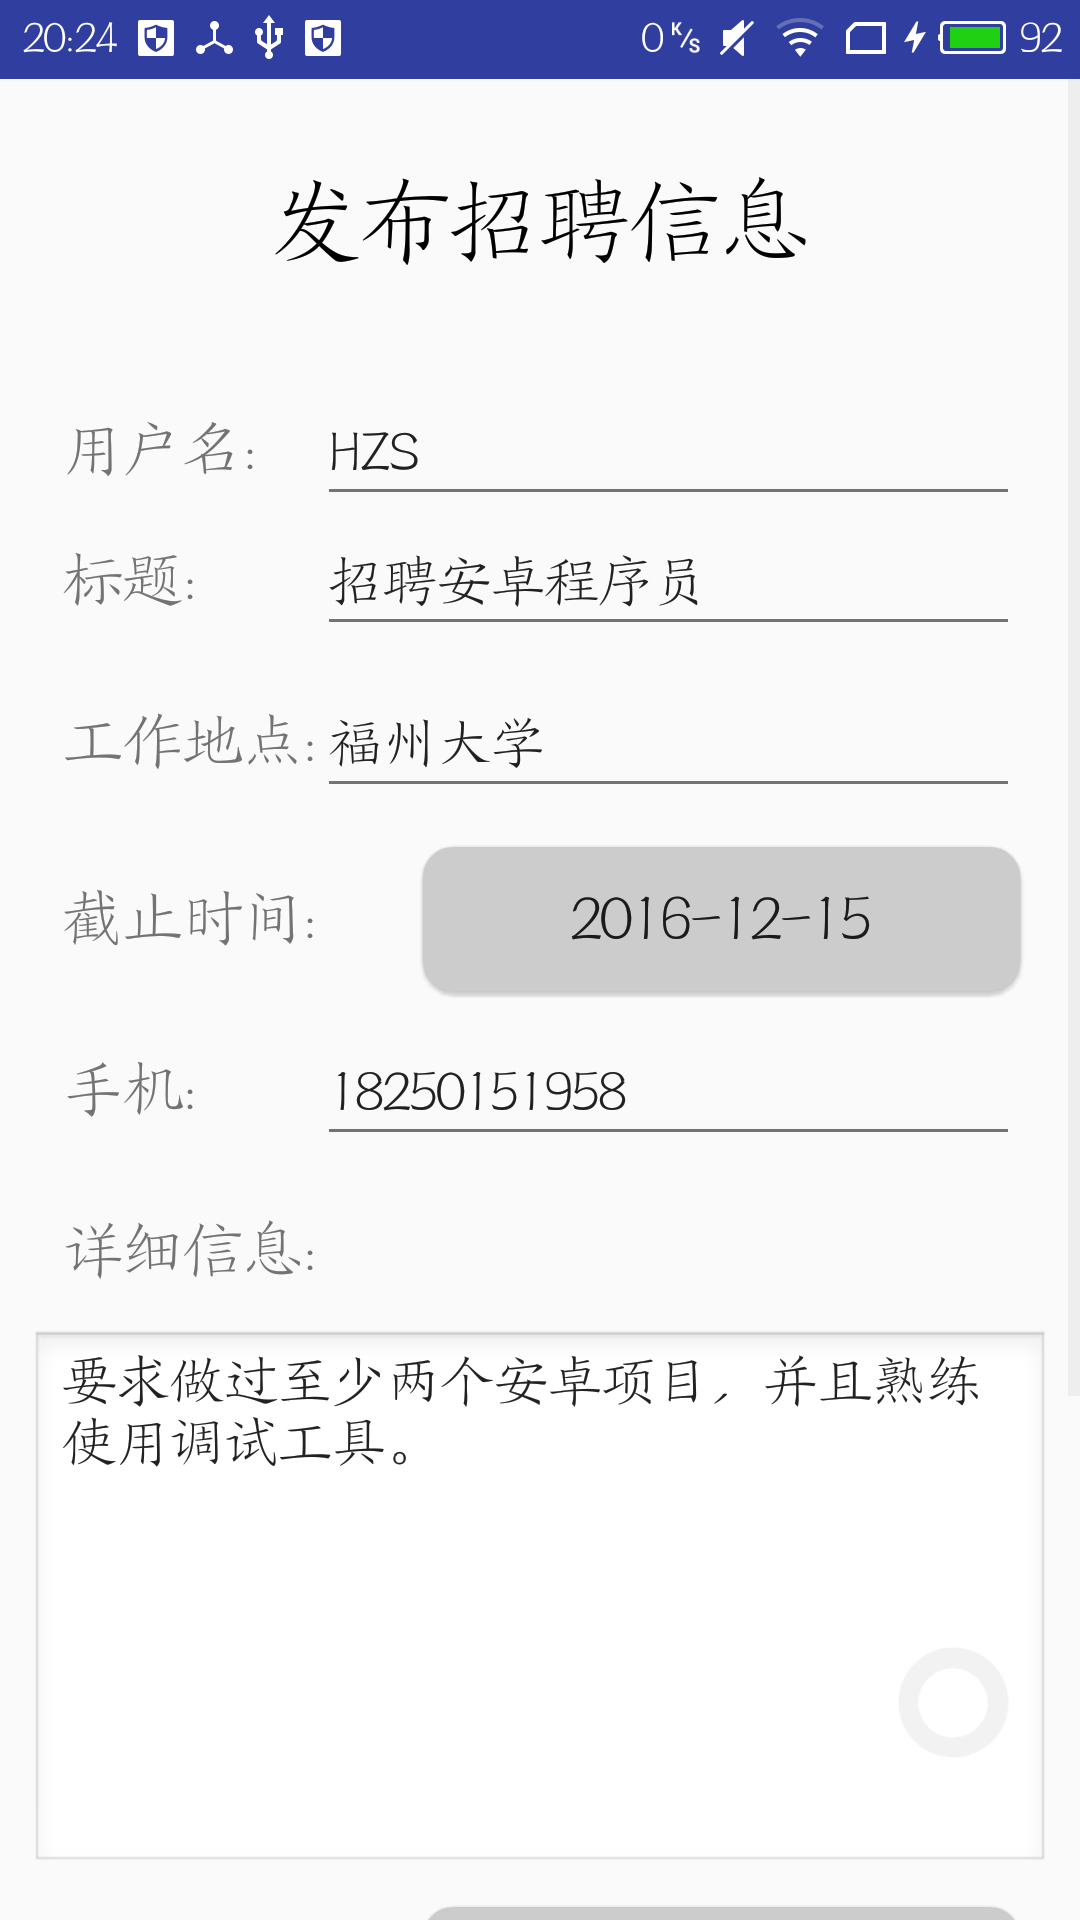 20:24 0 K/S 92
发布招聘信息
用户名: HZS
标题: 招聘安卓程序员
工作地点: 福州大学
截止时间: 2016-12-15
手机: 18250151958
详细信息:
要求做过至少两个安卓项目，并且熟练
使用调试工具。